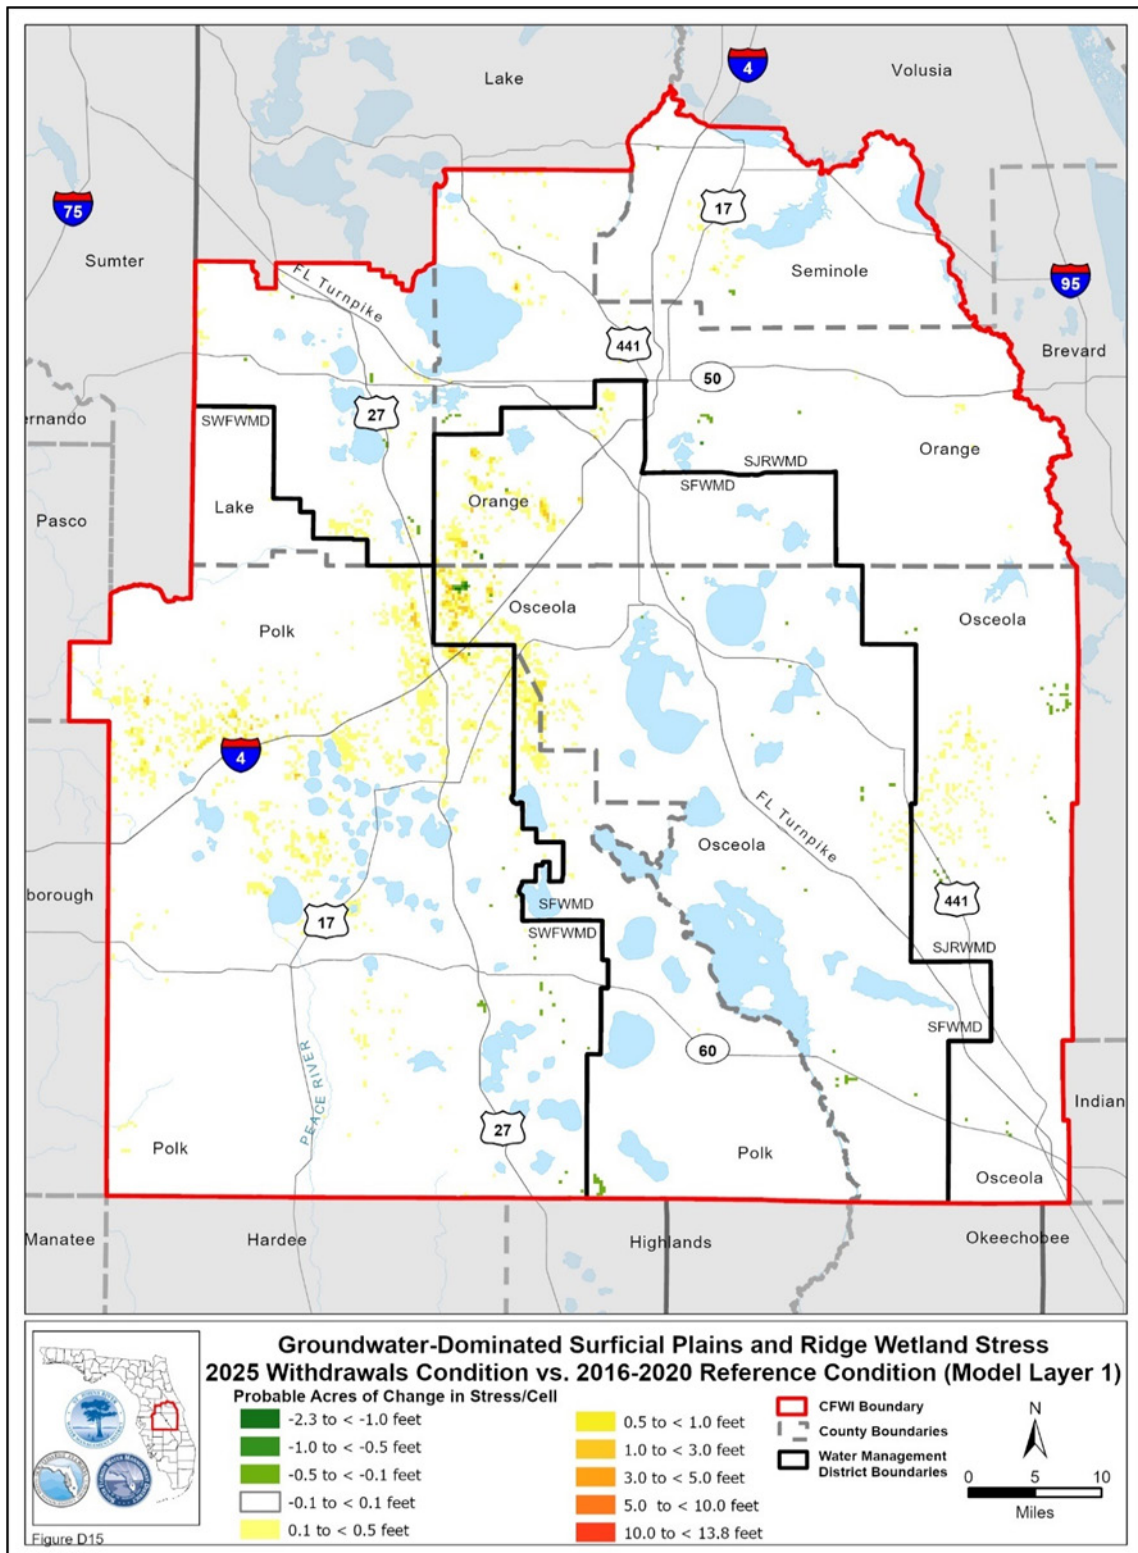 Lake
4
Volusia
75
17
Sumter
Seminole
95
FL Turnpike
441
Brevard
50
ernando
SWFWMD
27
SJRWMD
Orange
SFWMD
Orange
Lake
Pasco
Osceola
Osceola
Polk
4
FL Turnpike
Osceola
borough
441
SFWMD
17
SWFWMD
SJRWMD
SFWMD
60
PEACE RIVER
Indian
27
Polk
Polk
Osceola
Manatee
Hardee
Highlands
Okeechobee
Groundwater-Dominated Surficial Plains and Ridge Wetland Stress
2025 Withdrawals Condition vs. 2016-2020 Reference Condition (Model Layer 1)
Probable Acres of Change in Stress/Cell
-2.3 to < -1.0 feet
-1.0 to < -0.5 feet
-0.5 to < -0.1 feet
-0.1 to < 0.1 feet
0.1 to < 0.5 feet
0.5 to < 1.0 feet
1.0 to < 3.0 feet
3.0 to < 5.0 feet
5.0 to < 10.0 feet
10.0 to < 13.8 feet
CFWI Boundary
County Boundaries
Water Management
District Boundaries
N
0 5 10
Miles
Figure D15